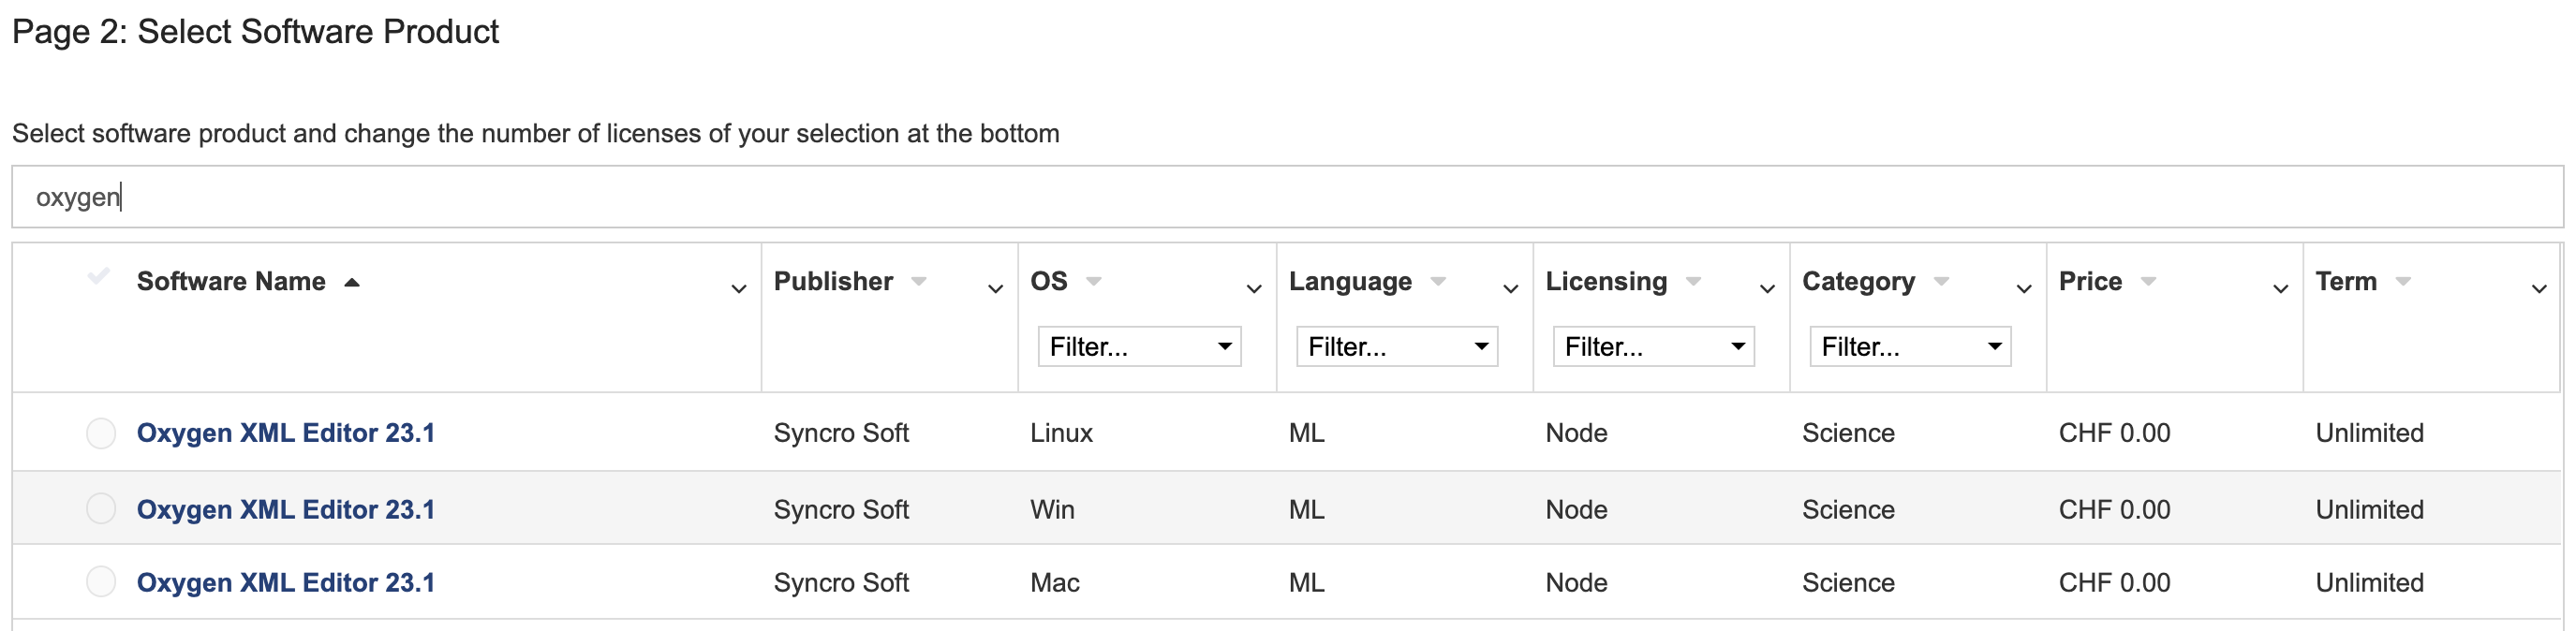 Page 2: Select Software Product
Select software product and change the number of licenses of your selection at the bottom
oxygen
Software Name Publisher OS Language Licensing Category Price Term
Filter... Filter... Filter... Filter...
Oxygen XML Editor 23.1 Syncro Soft Linux ML Node Science CHF 0.00 Unlimited
Oxygen XML Editor 23.1 Syncro Soft Win ML Node Science CHF 0.00 Unlimited
Oxygen XML Editor 23.1 Syncro Soft Mac ML Node Science CHF 0.00 Unlimited